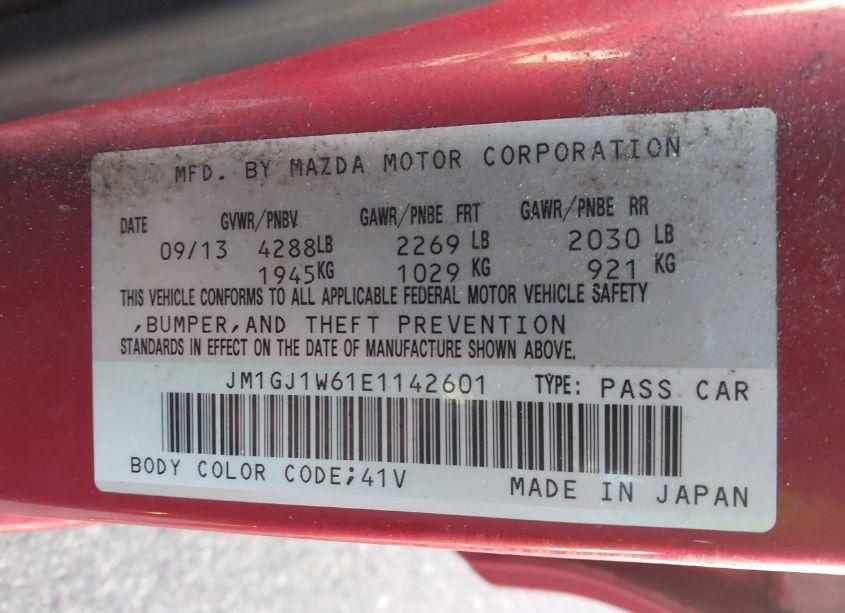 MFD. BY MAZDA MOTOR CORPORATION
DATE GVWR/PNBV GAWR/PNBE FRT GAWR/PNBE RR
09/13 4288LB 2269 LB 2030 LB
1945KG 1029 KG 921 KG
THIS VEHICLE CONFORMS TO ALL APPLICABLE FEDERAL MOTOR VEHICLE SAFETY
,BUMPER,AND THEFT PREVENTION
STANDARDS IN EFFECT ON THE DATE OF MANUFACTURE SHOWN ABOVE.
JM1GJ1W61E1142601 TYPE: PASS CAR
BODY COLOR CODE;41V
MADE IN JAPAN